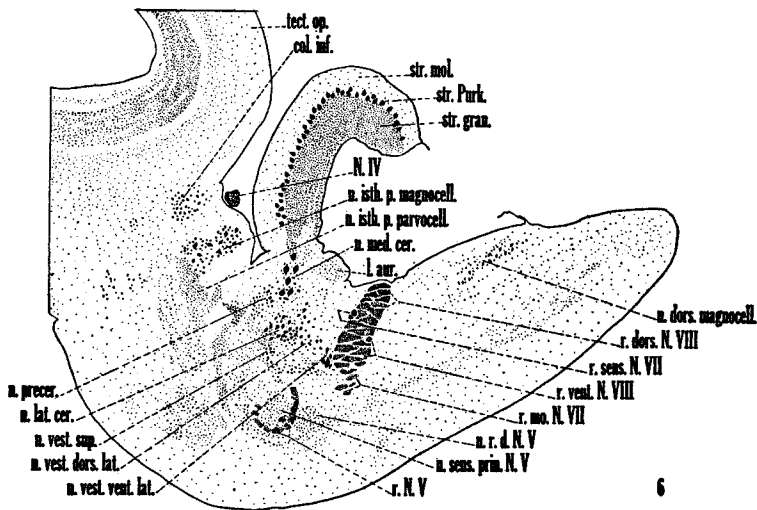 tect. op.
col. inf.
str. mol.
str. Purk.
str. gran.
N. IV
n. isth. p. magnocell.
n. isth. p. parvocell.
n. med. cer.
l. aur.
n. dors. magnocell.
r. dors. N. VIII
r. sens. N. VII
r. vent. N. VIII
r. mo. N. VII
n. r. d. N. V
n. sens. prin. N. V
r. N. V
n. precer.
n. lat. cer.
n. vest. sup.
n. vest. dors. lat.
n. vest. vent. lat.
6